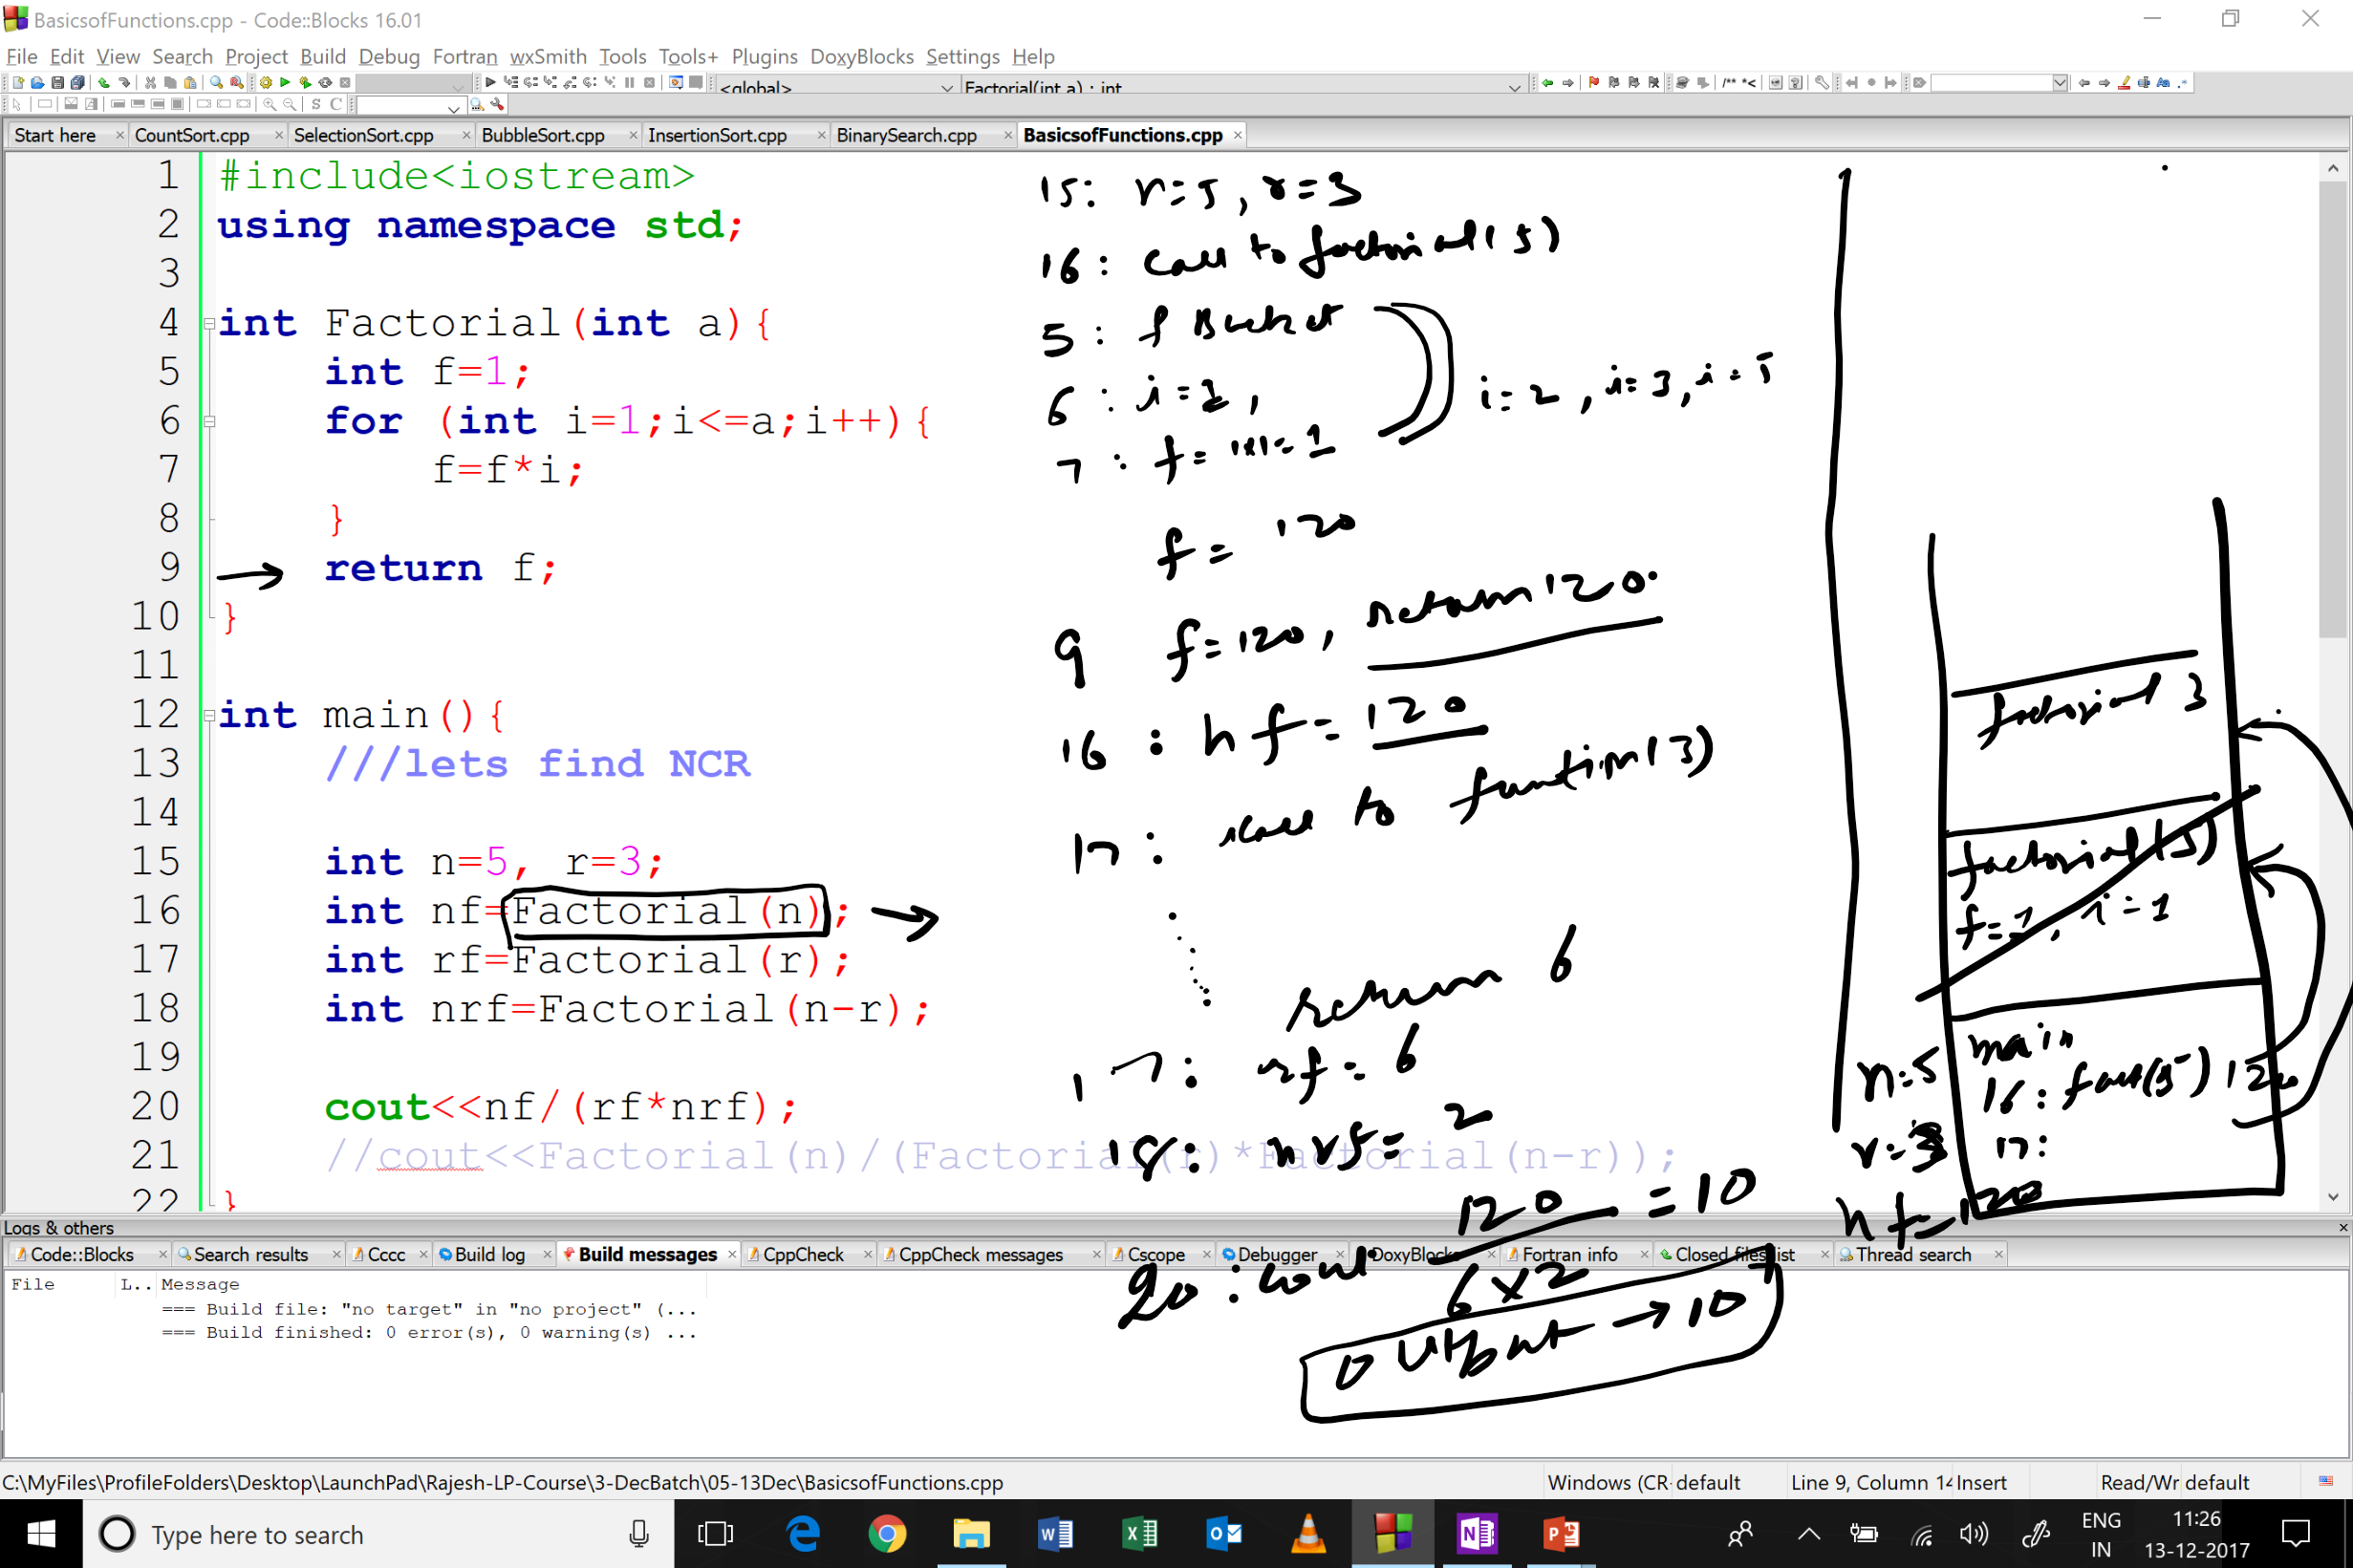 BasicsofFunctions.cpp - Code::Blocks 16.01
File Edit View Search Project Build Debug Fortran wxSmith Tools Tools+ Plugins DoxyBlocks Settings Help
<global> Factorial(int a) : int
Start here CountSort.cpp SelectionSort.cpp BubbleSort.cpp InsertionSort.cpp BinarySearch.cpp BasicsofFunctions.cpp
1 #include<iostream>
2 using namespace std;
3
4 int Factorial(int a){
5 int f=1;
6 for (int i=1;i<=a;i++){
7 f=f*i;
8 }
9 return f;
10 }
11
12 int main(){
13 ///lets find NCR
14
15 int n=5, r=3;
16 int nf=Factorial(n);
17 int rf=Factorial(r);
18 int nrf=Factorial(n-r);
19
20 cout<<nf/(rf*nrf);
21 //cout<<Factorial(n)/(Factorial(r)*Factorial(n-r));
22 }
15: n=5, r=3
16: call to factorial(5)
5: f Bucket
6: i=1,
i=2, i=3, i=5
7: f=1x1=1
f= 120
9 f=120, return 120.
16: nf=120
17: call to function(3)
return 6
17: rf=6
18: nrf=2
20: cout 120 / 6x2 = 10
output → 10
factorial 3
factorial(5)
f=1, i=1
main
16: fact(5) 120
17:
n=5
r=3
nf=120
Logs & others
Code::Blocks Search results Cccc Build log Build messages CppCheck CppCheck messages Cscope Debugger DoxyBlocks Fortran info Closed files list Thread search
File L.. Message
=== Build file: "no target" in "no project" (...
=== Build finished: 0 error(s), 0 warning(s) ...
C:\MyFiles\ProfileFolders\Desktop\LaunchPad\Rajesh-LP-Course\3-DecBatch\05-13Dec\BasicsofFunctions.cpp Windows (CR- default Line 9, Column 14 Insert Read/Wr default
Type here to search
ENG
IN
11:26
13-12-2017